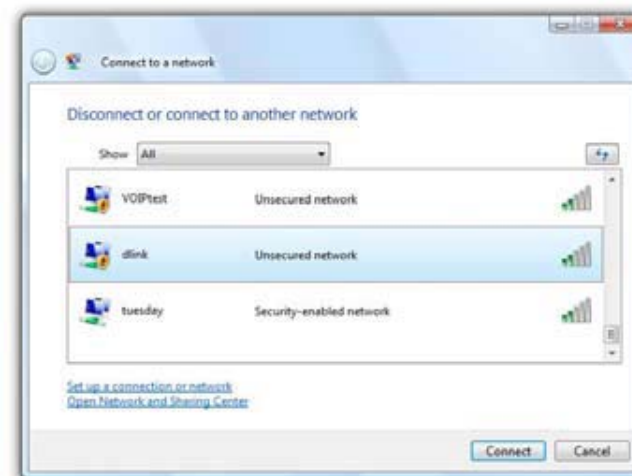 Connect to a network
Disconnect or connect to another network
Show All
VOIPtest Unsecured network
dlink Unsecured network
tuesday Security-enabled network
Set up a connection or network
Open Network and Sharing Center
Connect Cancel